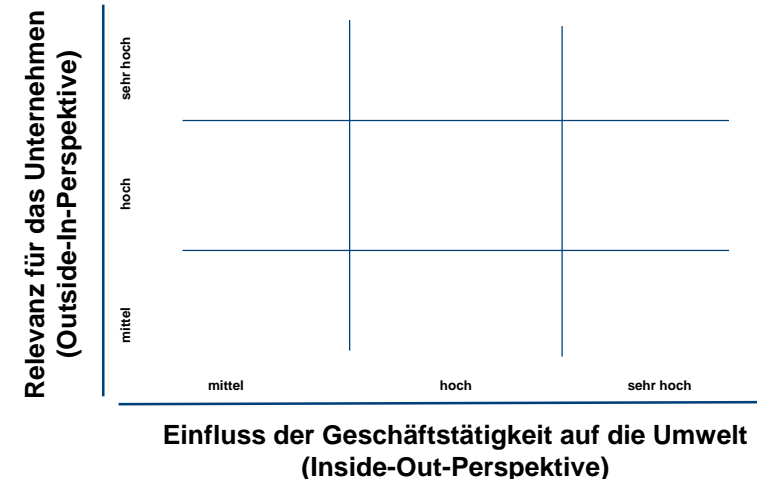 Relevanz für das Unternehmen
(Outside-In-Perspektive)
sehr hoch
hoch
mittel
mittel
hoch
sehr hoch
Einfluss der Geschäftstätigkeit auf die Umwelt
(Inside-Out-Perspektive)